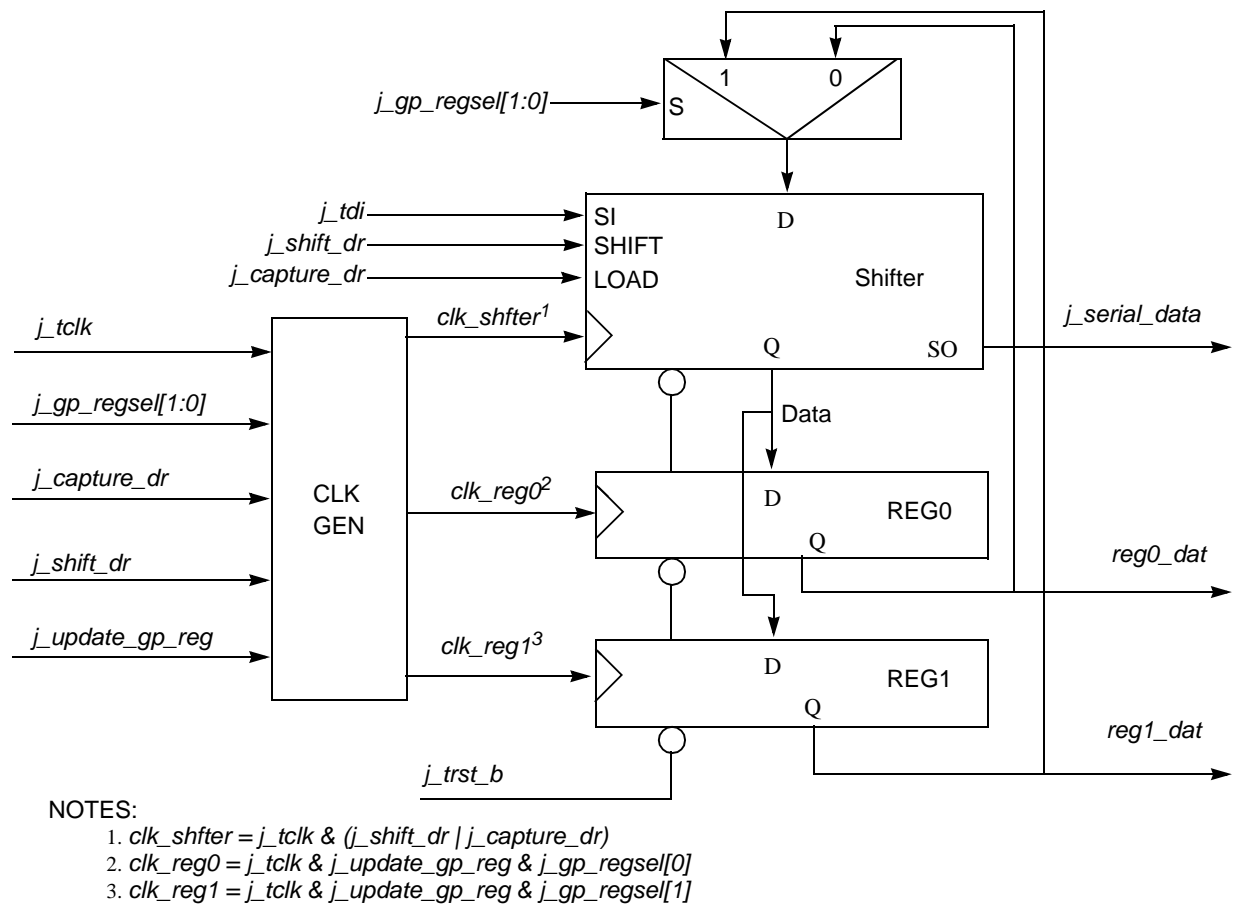 1
0
j_gp_regsel[1:0]
S
j_tdi
SI
D
j_shift_dr
SHIFT
j_capture_dr
LOAD
Shifter
j_tclk
clk_shfter1
j_serial_data
Q
SO
j_gp_regsel[1:0]
Data
j_capture_dr
CLK
GEN
clk_reg02
D
REG0
Q
j_shift_dr
reg0_dat
j_update_gp_reg
clk_reg13
D
REG1
Q
reg1_dat
j_trst_b
NOTES:
1. clk_shfter = j_tclk & (j_shift_dr | j_capture_dr)
2. clk_reg0 = j_tclk & j_update_gp_reg & j_gp_regsel[0]
3. clk_reg1 = j_tclk & j_update_gp_reg & j_gp_regsel[1]